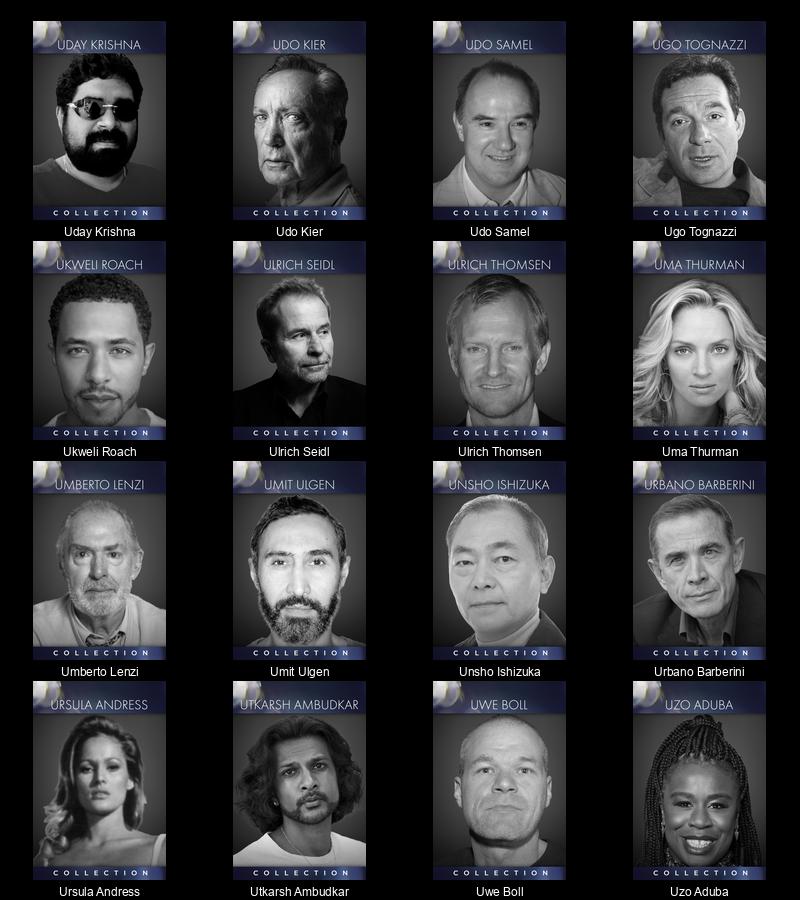 UDAY KRISHNA UDO KIER UDO SAMEL UGO TOGNAZZI
COLLECTION COLLECTION COLLECTION COLLECTION
Uday Krishna Udo Kier Udo Samel Ugo Tognazzi
UKWELI ROACH ULRICH SEIDL ULRICH THOMSEN UMA THURMAN
COLLECTION COLLECTION COLLECTION COLLECTION
Ukweli Roach Ulrich Seidl Ulrich Thomsen Uma Thurman
UMBERTO LENZI UMIT ULGEN UNSHO ISHIZUKA URBANO BARBERINI
COLLECTION COLLECTION COLLECTION COLLECTION
Umberto Lenzi Umit Ulgen Unsho Ishizuka Urbano Barberini
URSULA ANDRESS UTKARSH AMBUDKAR UWE BOLL UZO ADUBA
COLLECTION COLLECTION COLLECTION COLLECTION
Ursula Andress Utkarsh Ambudkar Uwe Boll Uzo Aduba